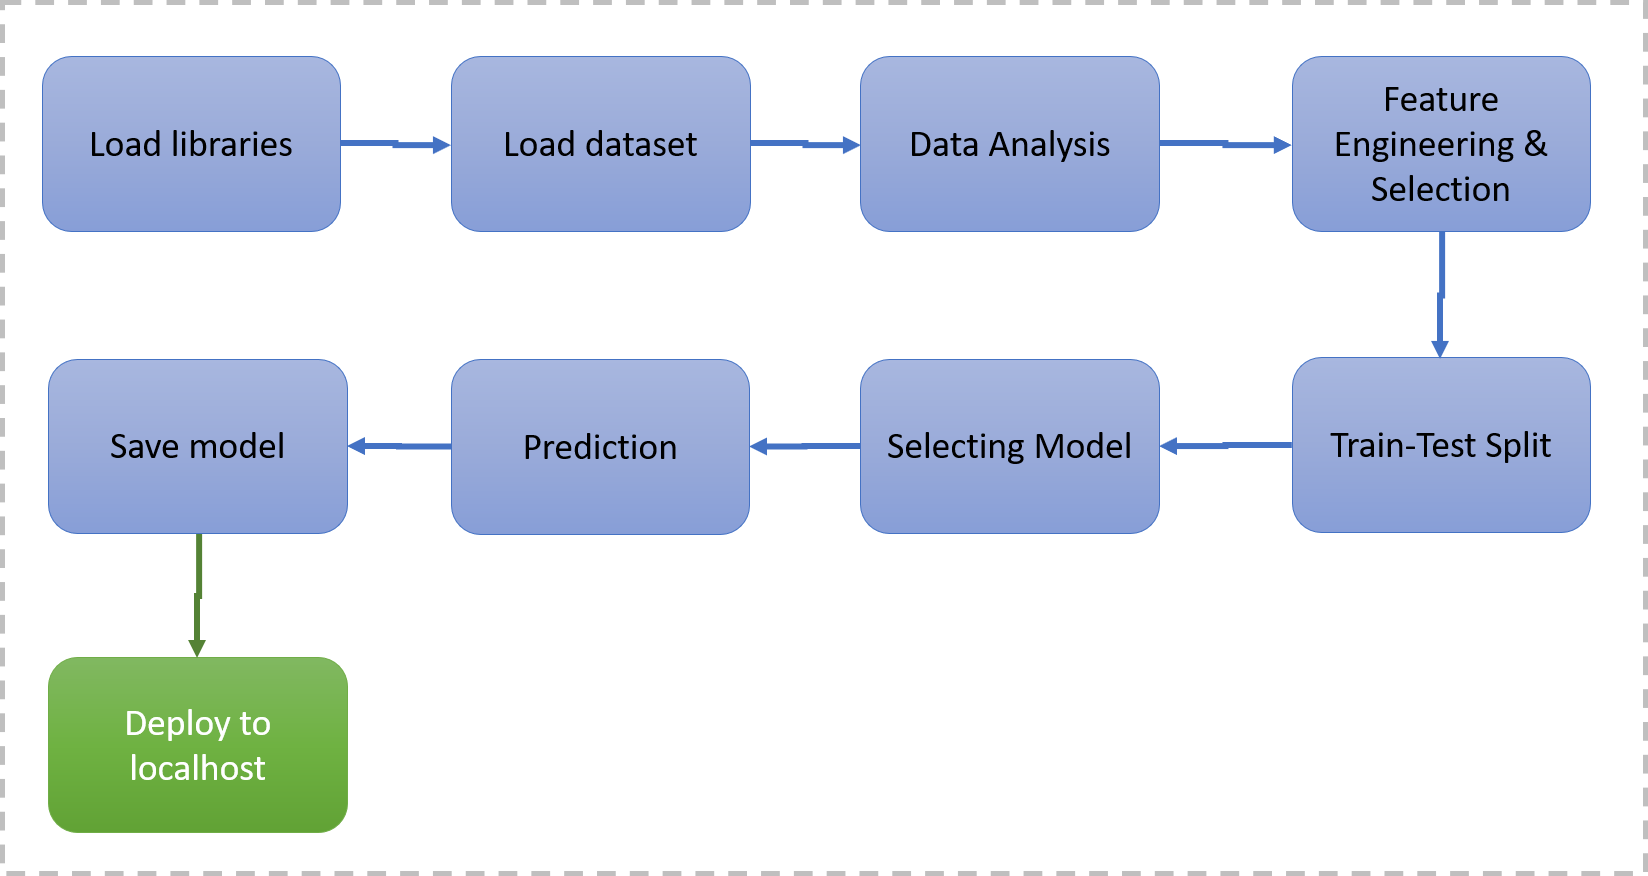 Load libraries
Load dataset
Data Analysis
Feature
Engineering &
Selection
Save model
Prediction
Selecting Model
Train-Test Split
Deploy to
localhost